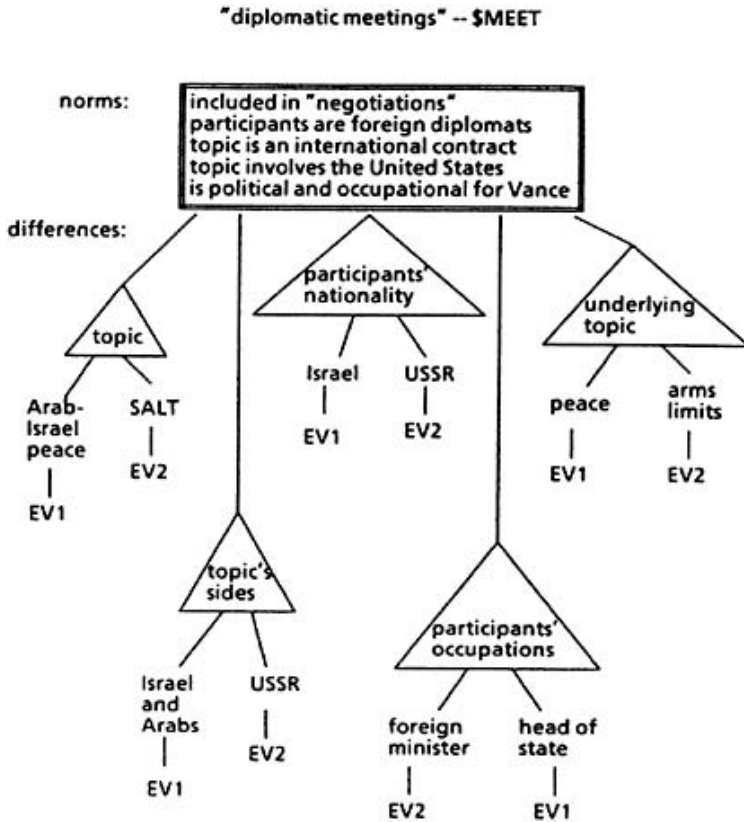 "diplomatic meetings" -- $MEET
norms:
included in "negotiations"
participants are foreign diplomats
topic is an international contract
topic involves the United States
is political and occupational for Vance
differences:
topic
Arab-
Israel
peace
EV1
SALT
EV2
participants'
nationality
Israel
EV1
USSR
EV2
underlying
topic
peace
EV1
arms
limits
EV2
topic's
sides
Israel
and
Arabs
EV1
USSR
EV2
participants'
occupations
foreign
minister
EV2
head of
state
EV1